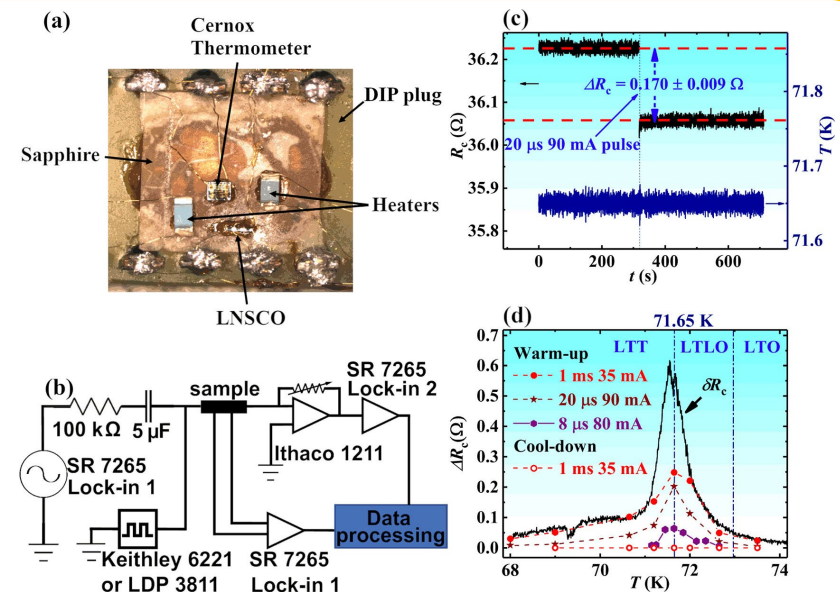 (a)
Cernox
Thermometer
DIP plug
Sapphire
Heaters
LNSCO
(b)
sample
SR 7265
Lock-in 2
100 kΩ
5 μF
Ithaco 1211
SR 7265
Lock-in 1
Keithley 6221
or LDP 3811
SR 7265
Lock-in 1
Data
processing
(c)
36.2
36.1
36.0
35.9
35.8
Rc (Ω)
ΔRc = 0.170 ± 0.009 Ω
20 μs 90 mA pulse
71.8
71.7
71.6
T (K)
0 200 400 600
t (s)
(d)
71.65 K
0.7
0.6
0.5
0.4
0.3
0.2
0.1
0.0
ΔRc(Ω)
LTT LTLO LTO
Warm-up
1 ms 35 mA
20 μs 90 mA
8 μs 80 mA
Cool-down
1 ms 35 mA
δRc
68 70 72 74
T (K)